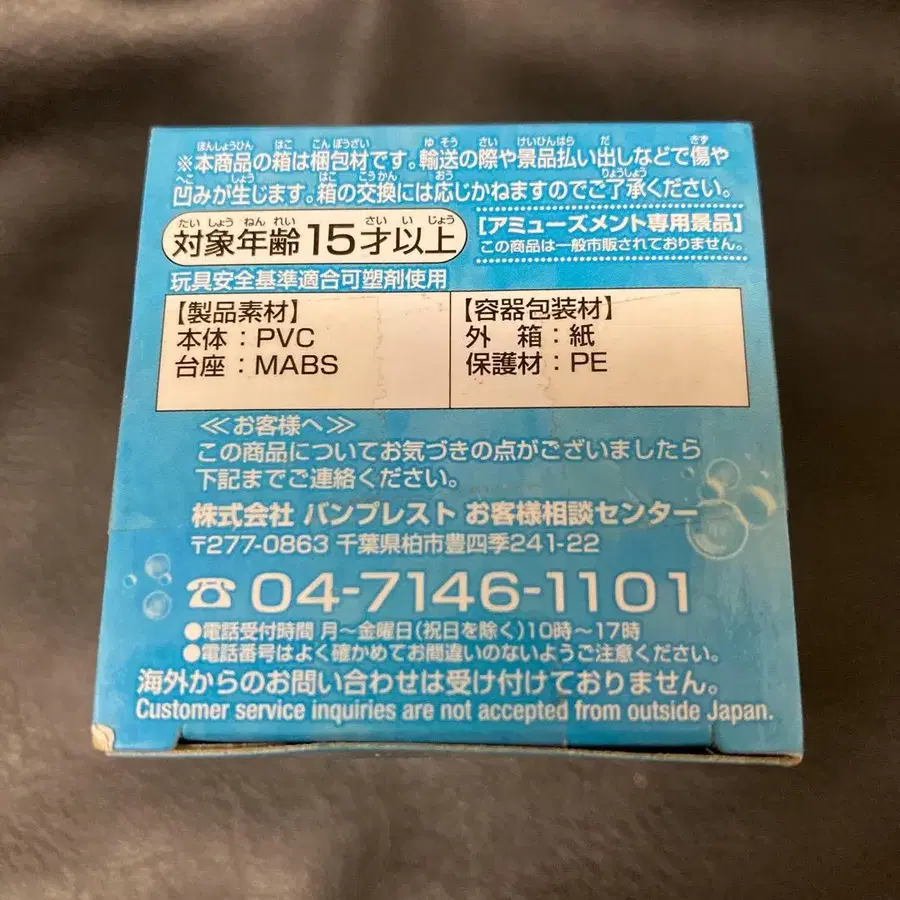 ※本商品の箱は梱包材です。輸送の際や景品払い出しなどで傷や
凹みが生じます。箱の交換には応じかねますのでご了承ください。
対象年齢15才以上
[アミューズメント専用景品]
この商品は一般市販されておりません。
玩具安全基準適合可塑剤使用
【製品素材】
本体：PVC
台座：MABS
【容器包装材】
外 箱：紙
保護材：PE
≪お客様へ≫
この商品についてお気づきの点がございましたら
下記までご連絡ください。
株式会社 バンプレスト お客様相談センター
〒277-0863 千葉県柏市豊四季241-22
☎04-7146-1101
●電話受付時間 月〜金曜日(祝日を除く)10時〜17時
●電話番号はよく確かめてお間違いのないようご注意ください。
海外からのお問い合わせは受け付けておりません。
Customer service inquiries are not accepted from outside Japan.